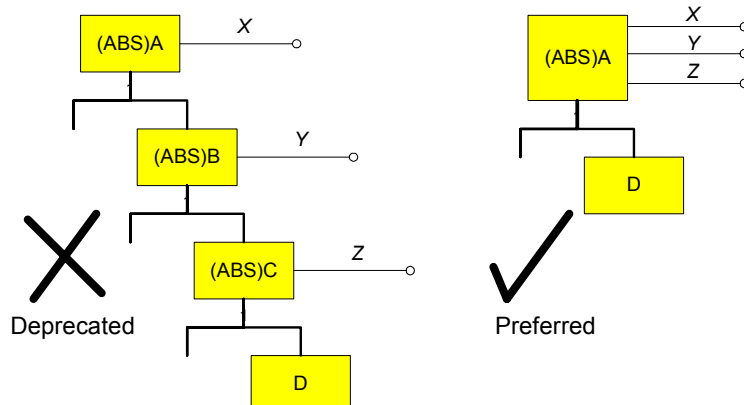 (ABS)A
X
(ABS)B
Y
(ABS)C
Z
D
Deprecated
(ABS)A
X
Y
Z
D
Preferred